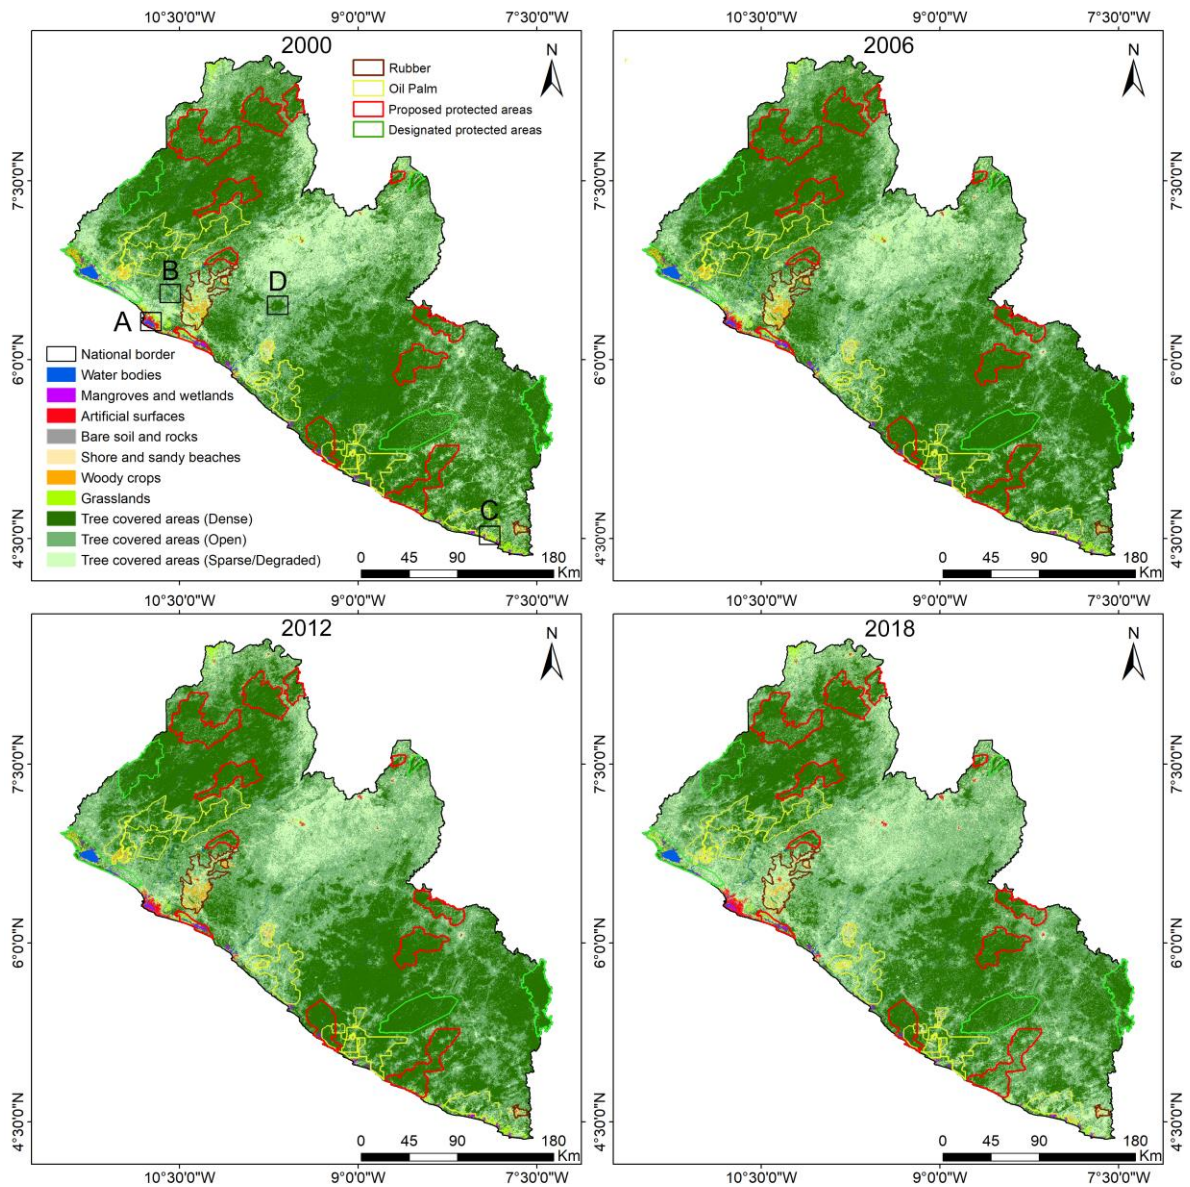 10°30'0"W 9°0'0"W 7°30'0"W
10°30'0"W 9°0'0"W 7°30'0"W
2000
N
Rubber
Oil Palm
Proposed protected areas
Designated protected areas
7°30'0"N
6°0'0"N
4°30'0"N
B
D
A
C
National border
Water bodies
Mangroves and wetlands
Artificial surfaces
Bare soil and rocks
Shore and sandy beaches
Woody crops
Grasslands
Tree covered areas (Dense)
Tree covered areas (Open)
Tree covered areas (Sparse/Degraded)
0 45 90 180
Km
2006
N
7°30'0"N
6°0'0"N
4°30'0"N
0 45 90 180
Km
10°30'0"W 9°0'0"W 7°30'0"W
10°30'0"W 9°0'0"W 7°30'0"W
2012
N
7°30'0"N
6°0'0"N
4°30'0"N
0 45 90 180
Km
2018
N
7°30'0"N
6°0'0"N
4°30'0"N
0 45 90 180
Km
10°30'0"W 9°0'0"W 7°30'0"W
10°30'0"W 9°0'0"W 7°30'0"W